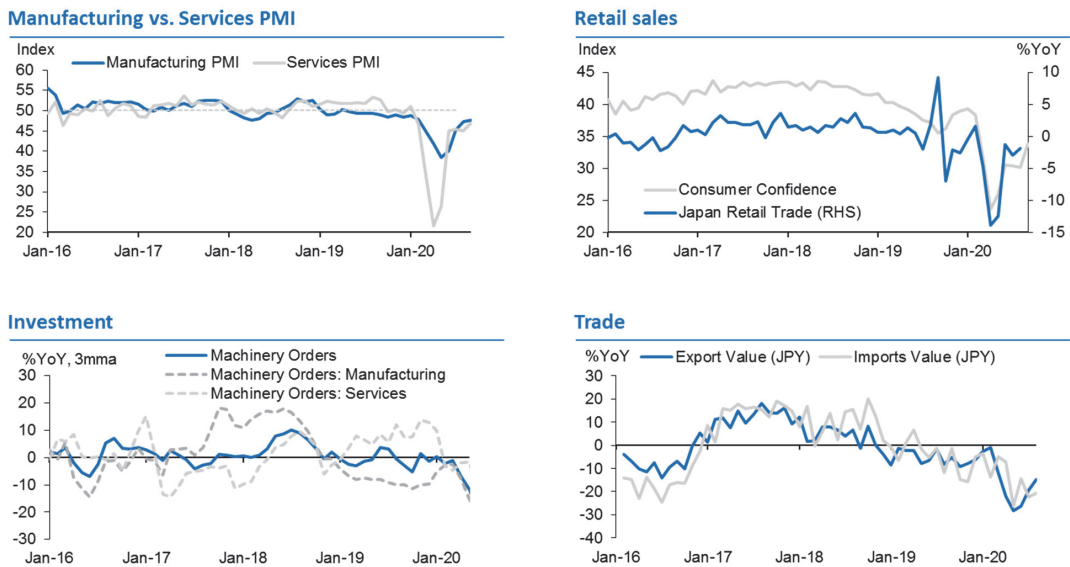 Manufacturing vs. Services PMI
Index
Manufacturing PMI
Services PMI
60
55
50
45
40
35
30
25
20
Jan-16 Jan-17 Jan-18 Jan-19 Jan-20
Retail sales
Index %YoY
45
40
35
30
25
20
10
5
0
-5
-10
-15
Consumer Confidence
Japan Retail Trade (RHS)
Jan-16 Jan-17 Jan-18 Jan-19 Jan-20
Investment
%YoY, 3mma
Machinery Orders
Machinery Orders: Manufacturing
Machinery Orders: Services
30
20
10
0
-10
-20
-30
Jan-16 Jan-17 Jan-18 Jan-19 Jan-20
Trade
%YoY
Export Value (JPY)
Imports Value (JPY)
30
20
10
0
-10
-20
-30
-40
Jan-16 Jan-17 Jan-18 Jan-19 Jan-20